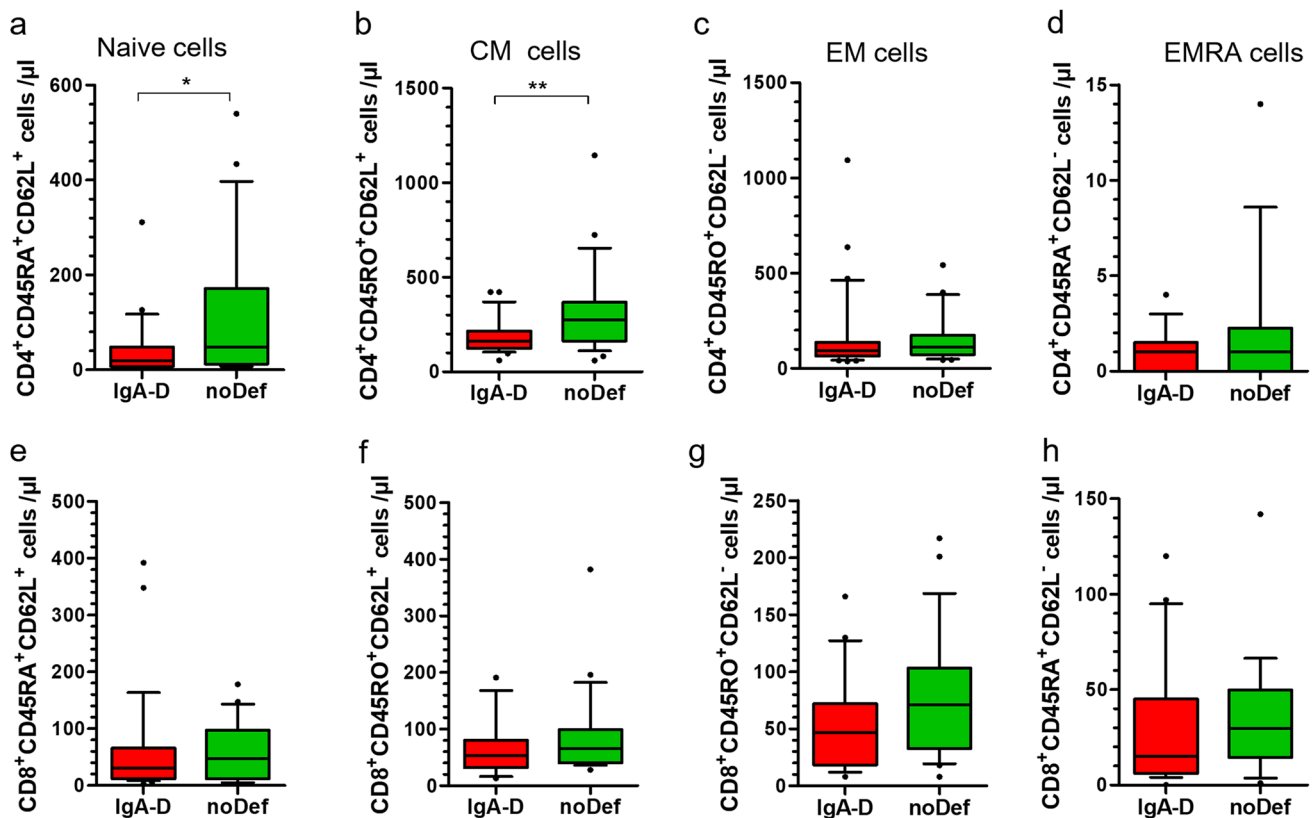 a
Naive cells
CD4+CD45RA+CD62L+ cells /µl
600
400
200
0
*
IgA-D noDef
b
CM cells
CD4+CD45RO+CD62L+ cells /µl
1500
1000
500
0
**
IgA-D noDef
c
EM cells
CD4+CD45RO+CD62L- cells /µl
1500
1000
500
0
IgA-D noDef
d
EMRA cells
CD4+CD45RA+CD62L- cells /µl
15
10
5
0
IgA-D noDef
e
CD8+CD45RA+CD62L+ cells /µl
500
400
300
200
100
0
IgA-D noDef
f
CD8+CD45RO+CD62L+ cells /µl
500
400
300
200
100
0
IgA-D noDef
g
CD8+CD45RO+CD62L- cells /µl
250
200
150
100
50
0
IgA-D noDef
h
CD8+CD45RA+CD62L- cells /µl
150
100
50
0
IgA-D noDef